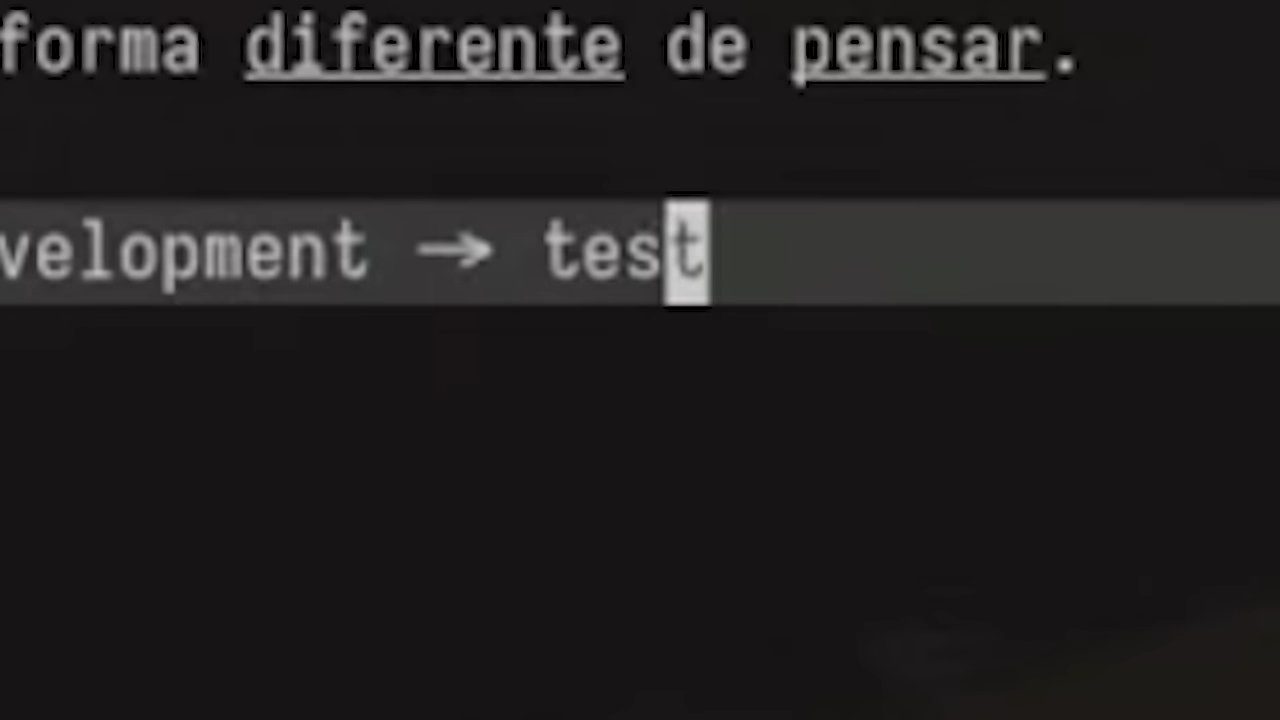 forma diferente de pensar.
velopment → test